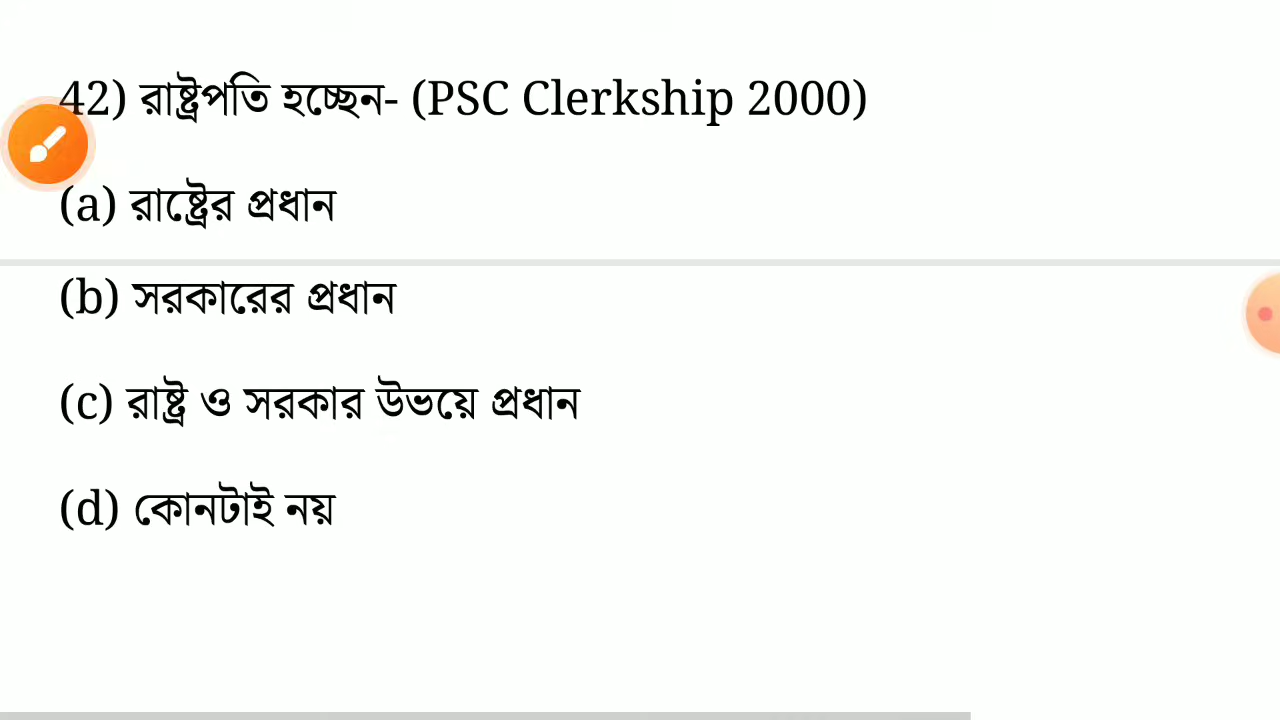 42) রাষ্ট্রপতি হচ্ছেন- (PSC Clerkship 2000)
(a) রাষ্ট্রের প্রধান
(b) সরকারের প্রধান
(c) রাষ্ট্র ও সরকার উভয়ে প্রধান
(d) কোনটাই নয়